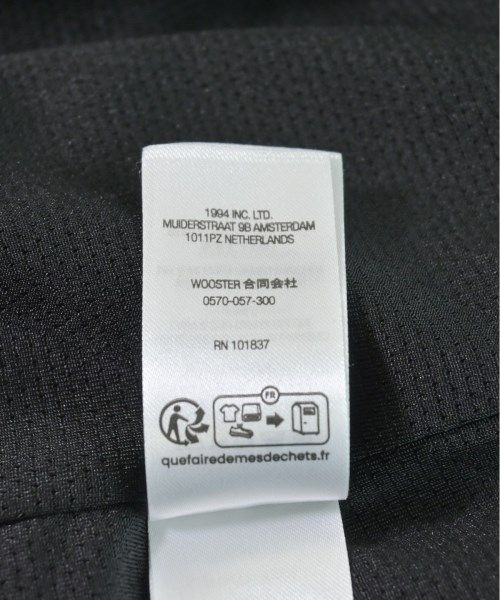 1994 INC. LTD.
MUIDERSTRAAT 9B AMSTERDAM
1011PZ NETHERLANDS
WOOSTER 合同会社
0570-057-300
RN 101837
FR
quefairedemesdechets.fr